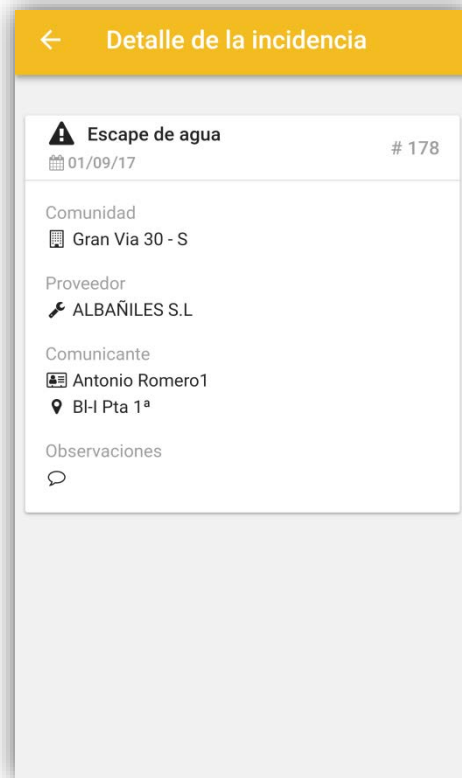 Detalle de la incidencia
Escape de agua
01/09/17
# 178
Comunidad
Gran Via 30 - S
Proveedor
ALBAÑILES S.L
Comunicante
Antonio Romero1
Bl-I Pta 1ª
Observaciones